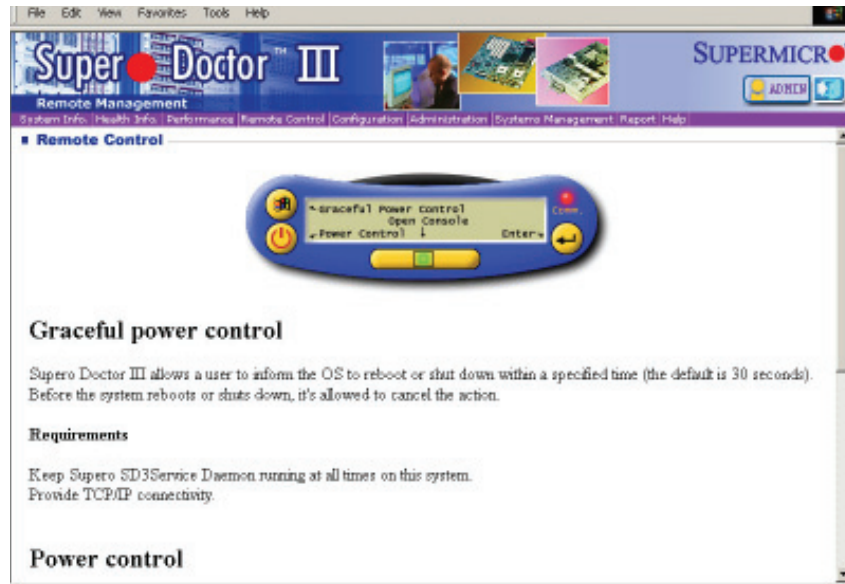 File Edit View Favorites Tools Help
Super Doctor™ III
SUPERMICR
Remote Management
ADMIN
System Info. Health Info. Performance Remote Control Configuration Administration Systems Management Report Help
Remote Control
Graceful Power Control
Open Console
Power Control ↓ Enter
Comm.
Graceful power control
Supero Doctor III allows a user to inform the OS to reboot or shut down within a specified time (the default is 30 seconds).
Before the system reboots or shuts down, it's allowed to cancel the action.
Requirements
Keep Supero SD3Service Daemon running at all times on this system.
Provide TCP/IP connectivity.
Power control